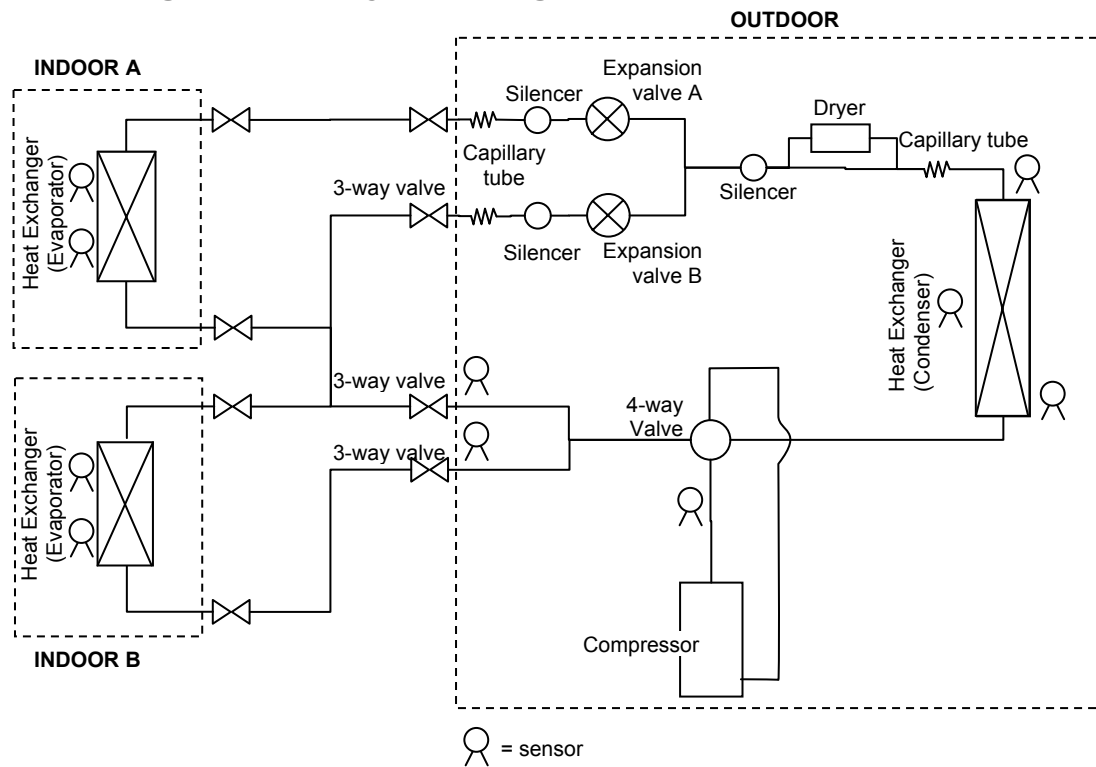 OUTDOOR
INDOOR A
Expansion
valve A
Silencer
Dryer
Capillary tube
Capillary
tube
3-way valve
Silencer
Silencer
Expansion
valve B
Heat Exchanger
(Evaporator)
Heat Exchanger
(Condenser)
3-way valve
4-way
Valve
3-way valve
Heat Exchanger
(Evaporator)
Compressor
INDOOR B
= sensor